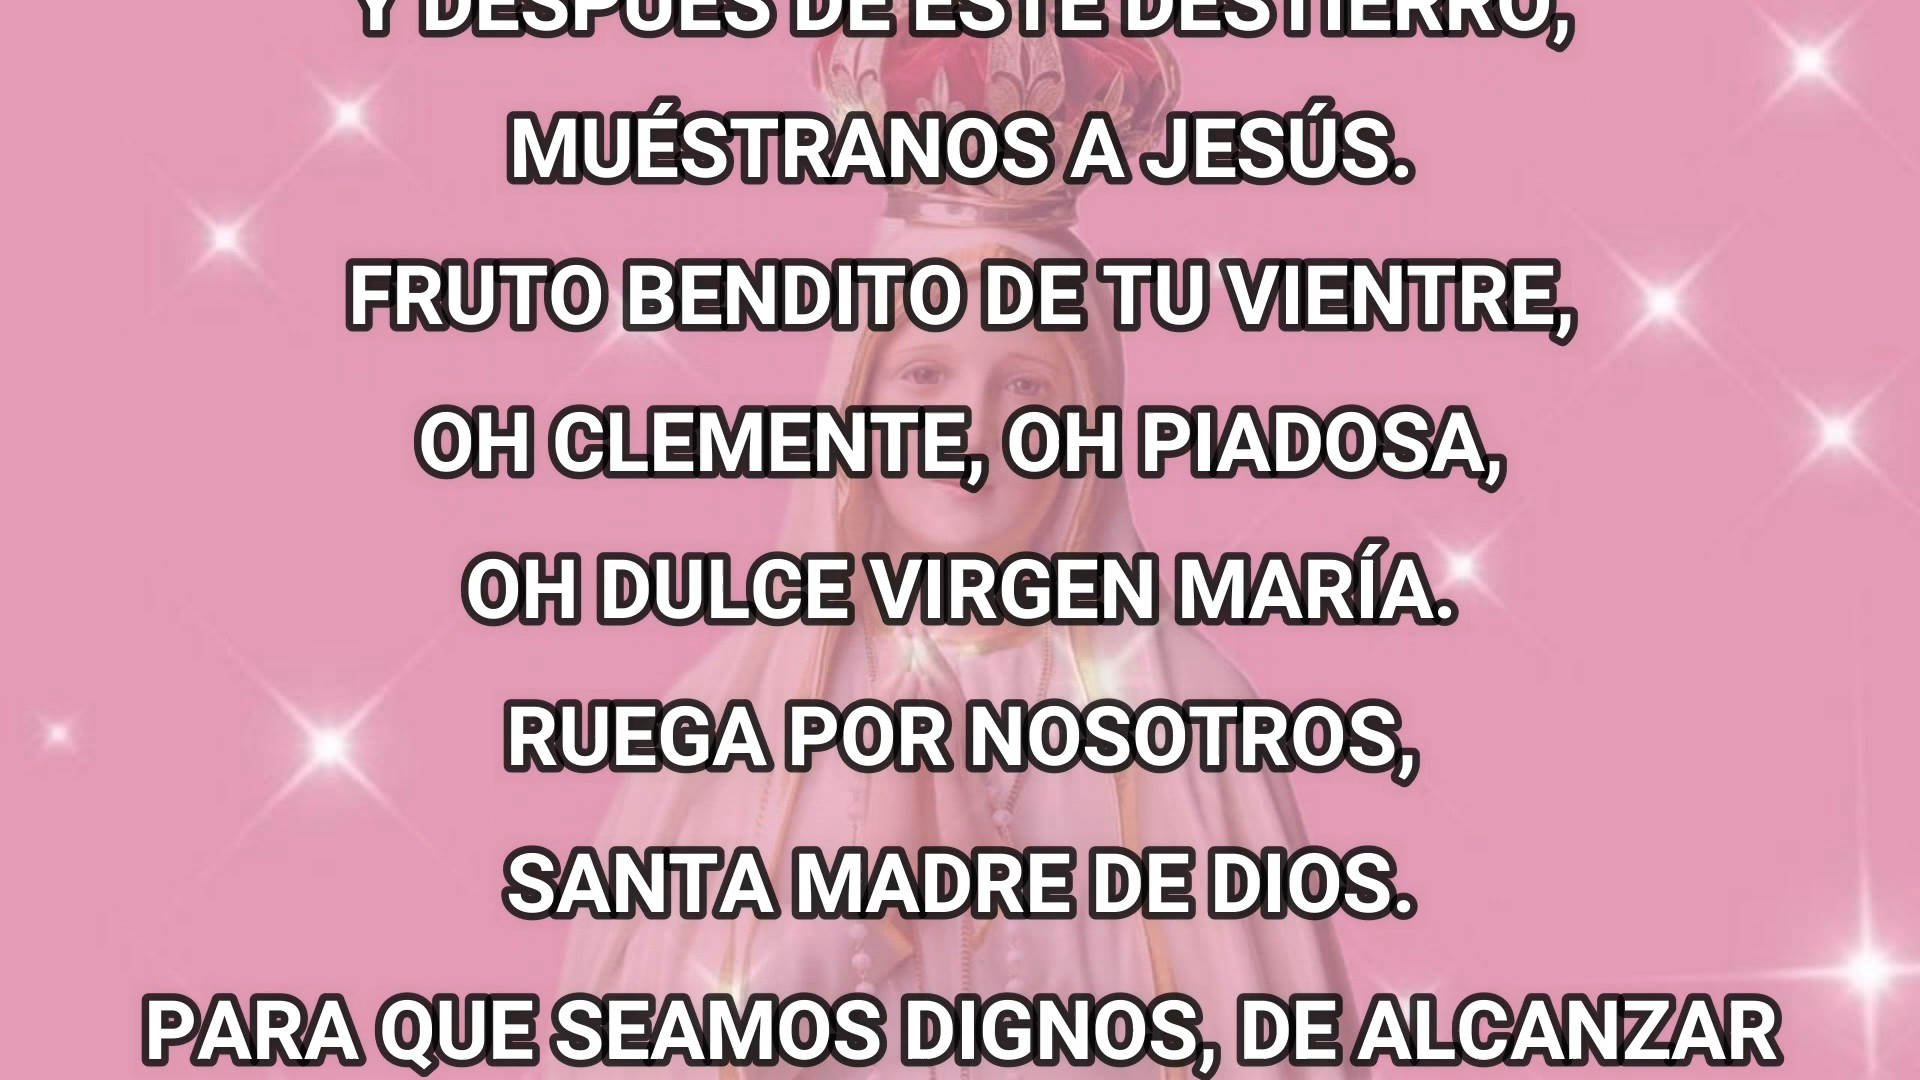 Y DESPUÉS DE ESTE DESTIERRO,
MUÉSTRANOS A JESÚS.
FRUTO BENDITO DE TU VIENTRE,
OH CLEMENTE, OH PIADOSA,
OH DULCE VIRGEN MARÍA.
RUEGA POR NOSOTROS,
SANTA MADRE DE DIOS.
PARA QUE SEAMOS DIGNOS, DE ALCANZAR